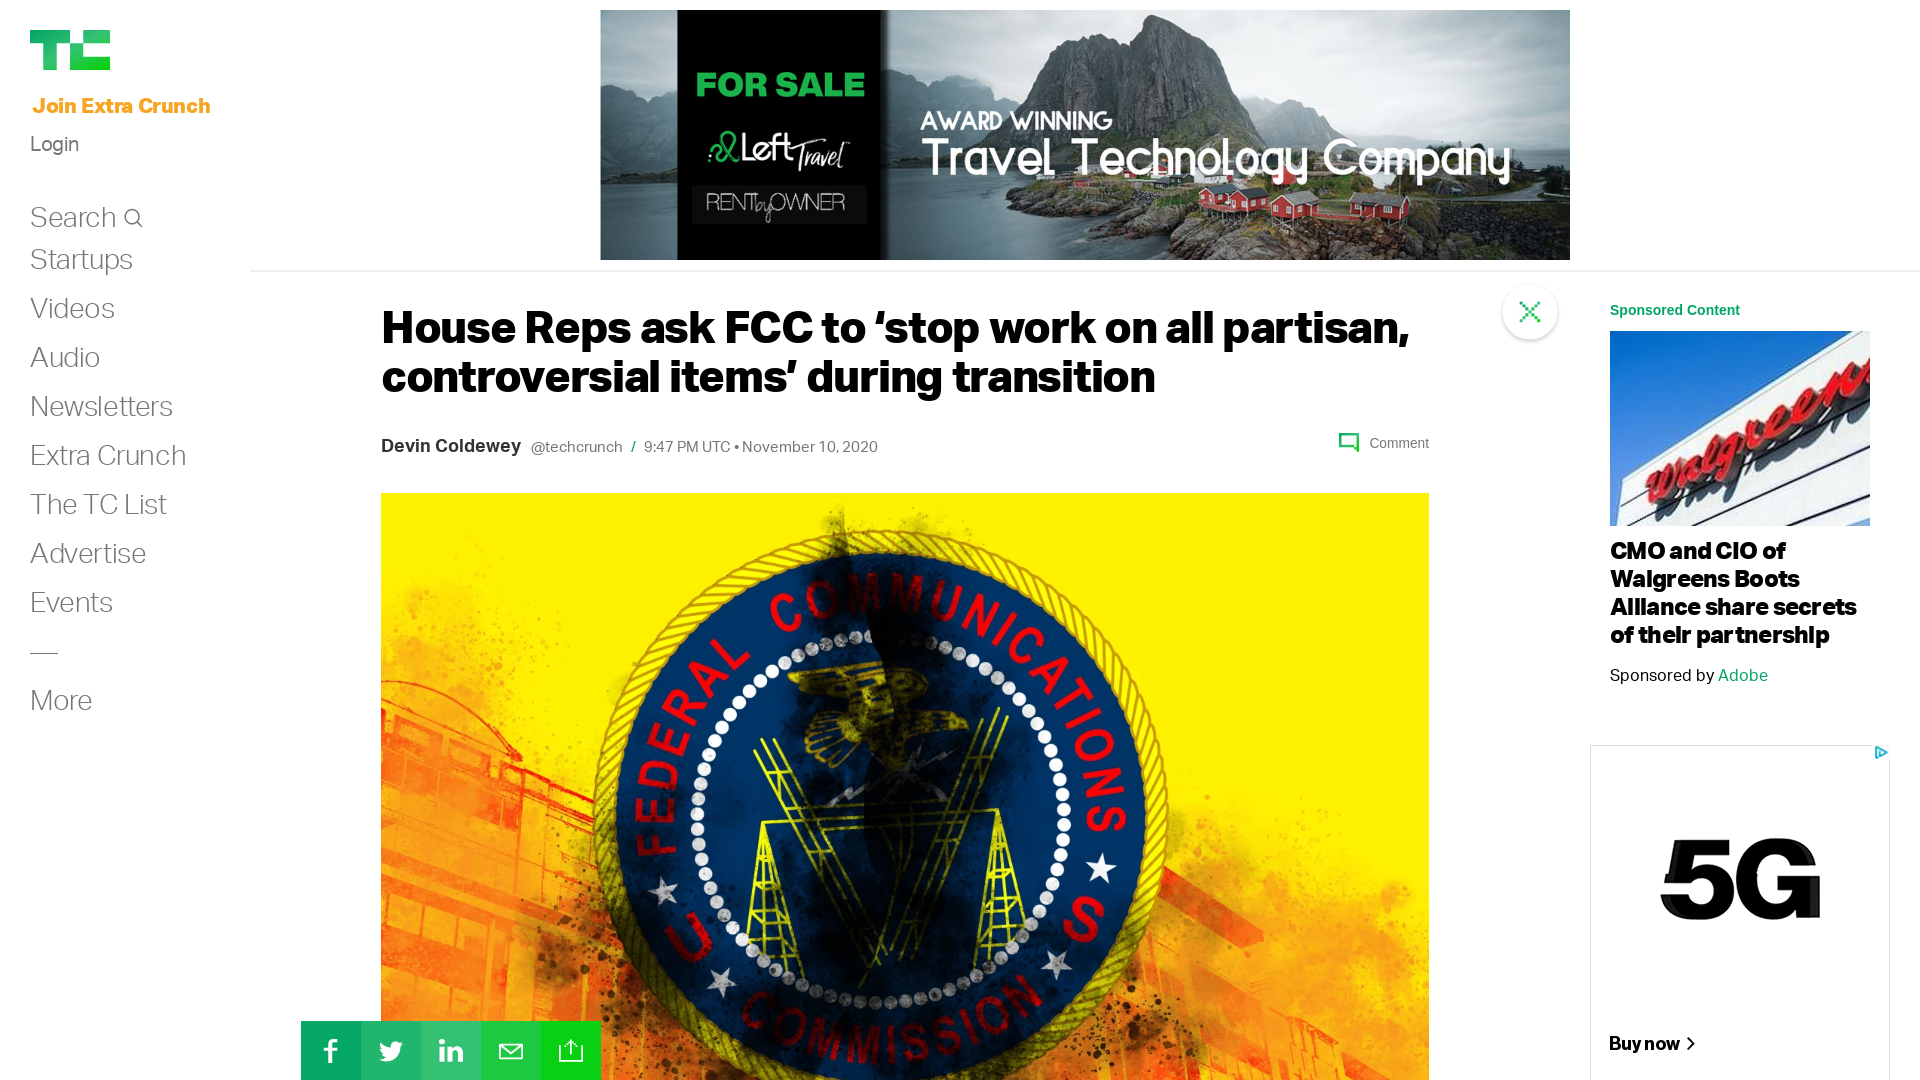 TC
Join Extra Crunch
Login
Search
Startups
Videos
Audio
Newsletters
Extra Crunch
The TC List
Advertise
Events
More
FOR SALE
Left Travel
RENTbyOWNER
AWARD WINNING
Travel Technology Company
House Reps ask FCC to ‘stop work on all partisan,
controversial items’ during transition
Devin Coldewey @techcrunch / 9:47 PM UTC • November 10, 2020
Comment
FEDERAL COMMUNICATIONS
U S
COMMISSION
Sponsored Content
Walgreens
CMO and CIO of
Walgreens Boots
Alliance share secrets
of their partnership
Sponsored by Adobe
5G
Buy now